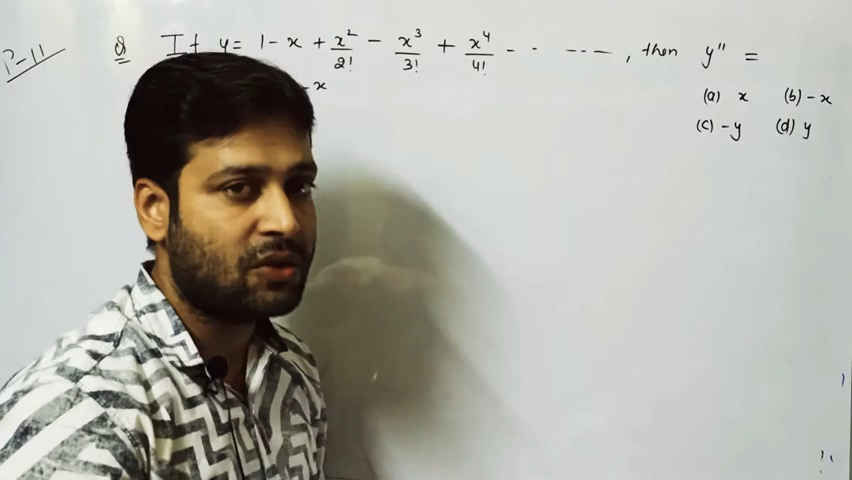 P-11
Q If y = 1 - x + x²/2! - x³/3! + x⁴/4! - - - - - - , then y'' =
- x
(a) x (b) - x
(c) - y (d) y